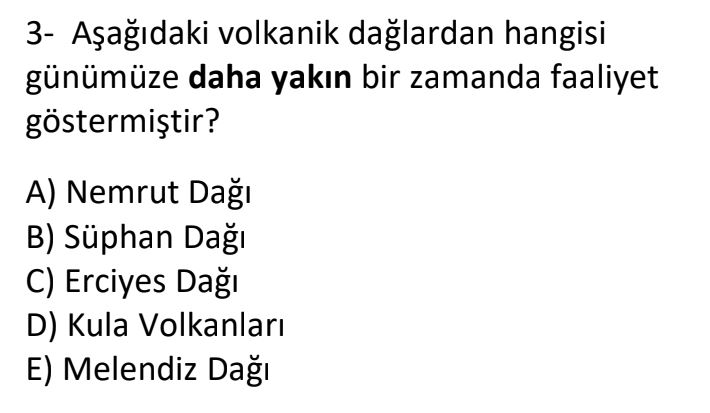 3-  Aşağıdaki volkanik dağlardan hangisi
günümüze daha yakın bir zamanda faaliyet
göstermiştir?
A) Nemrut Dağı
B) Süphan Dağı
C) Erciyes Dağı
D) Kula Volkanları
E) Melendiz Dağı